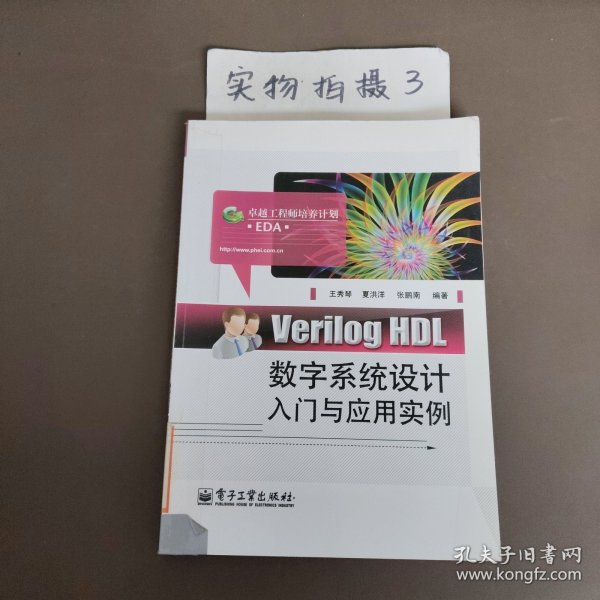 实物拍摄3
卓越工程师培养计划
▪EDA▪
http://www.phei.com.cn
王秀琴 夏洪洋 张鹏南 编著
Verilog HDL
数字系统设计
入门与应用实例
電子工業出版社
PUBLISHING HOUSE OF ELECTRONICS INDUSTRY
孔夫子旧书网
www.kongfz.com